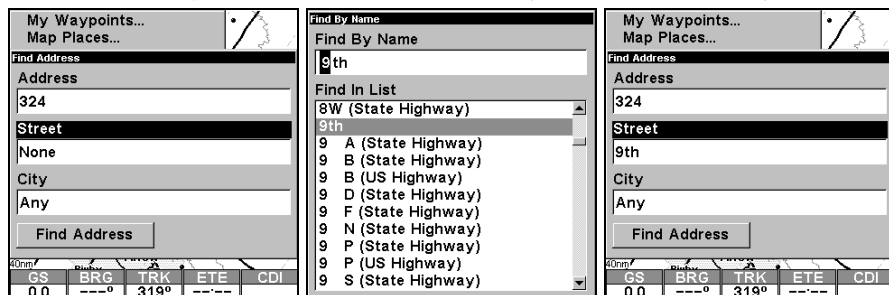 My Waypoints...
Map Places...
Find Address
Address
324
Street
None
City
Any
Find Address
40nm
GS BRG TRK ETE CDI
0.0 ---º 319º --:--
Find By Name
Find By Name
9th
Find In List
8W (State Highway)
9th
9 A (State Highway)
9 B (State Highway)
9 B (US Highway)
9 D (State Highway)
9 F (State Highway)
9 N (State Highway)
9 P (State Highway)
9 P (US Highway)
9 S (State Highway)
My Waypoints...
Map Places...
Find Address
Address
324
Street
9th
City
Any
Find Address
40nm
GS BRG TRK ETE CDI
0.0 ---º 319º --:--